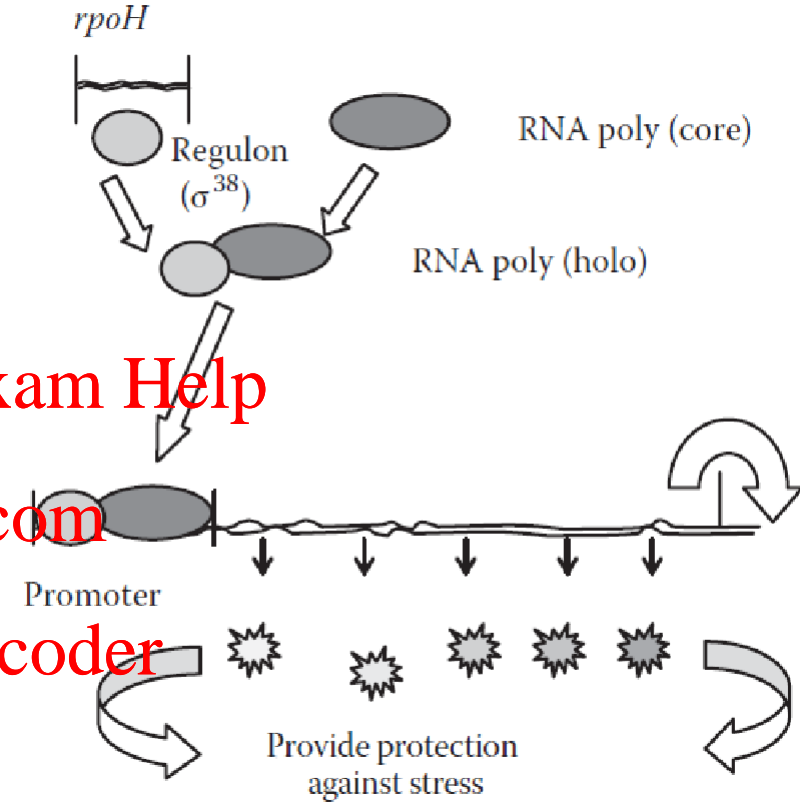 rpoH
Regulon
(σ³⁸)
RNA poly (core)
RNA poly (holo)
xam Help
com
Promoter
coder
Provide protection
against stress